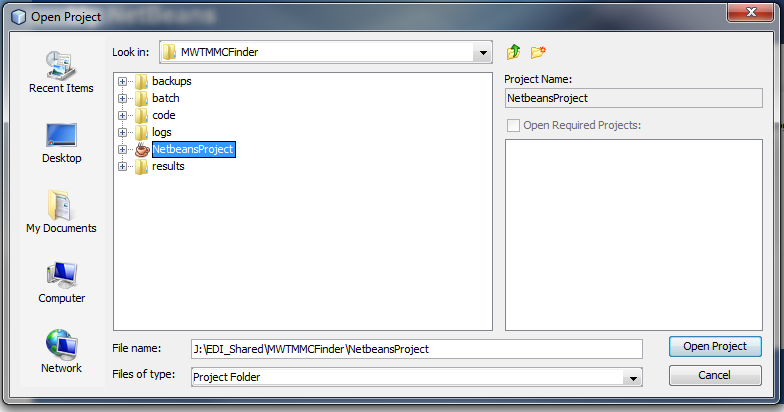 Open Project
Look in: MWTMMCFinder
Recent Items
Desktop
My Documents
Computer
Network
backups
batch
code
logs
NetbeansProject
results
Project Name:
NetbeansProject
Open Required Projects:
File name: J:\EDI_Shared\MWTMMCFinder\NetbeansProject
Open Project
Files of type: Project Folder
Cancel